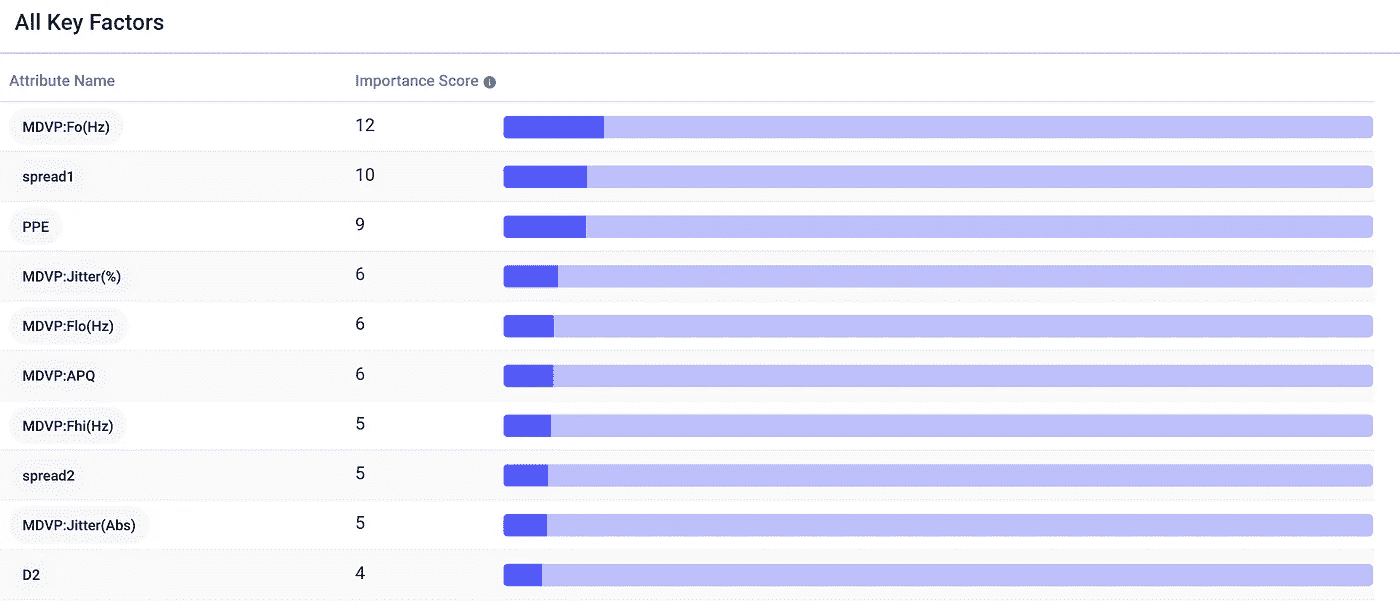 All Key Factors
Attribute Name Importance Score
MDVP:Fo(Hz) 12
spread1 10
PPE 9
MDVP:Jitter(%) 6
MDVP:Flo(Hz) 6
MDVP:APQ 6
MDVP:Fhi(Hz) 5
spread2 5
MDVP:Jitter(Abs) 5
D2 4